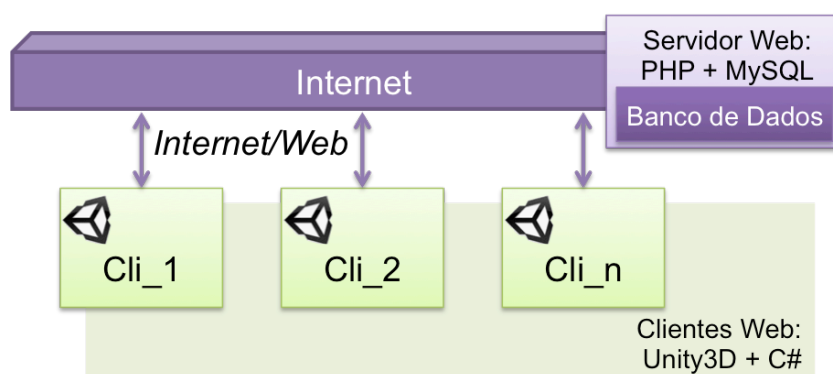 Servidor Web:
PHP + MySQL
Internet
Banco de Dados
Internet/Web
Cli_1
Cli_2
Cli_n
Clientes Web:
Unity3D + C#